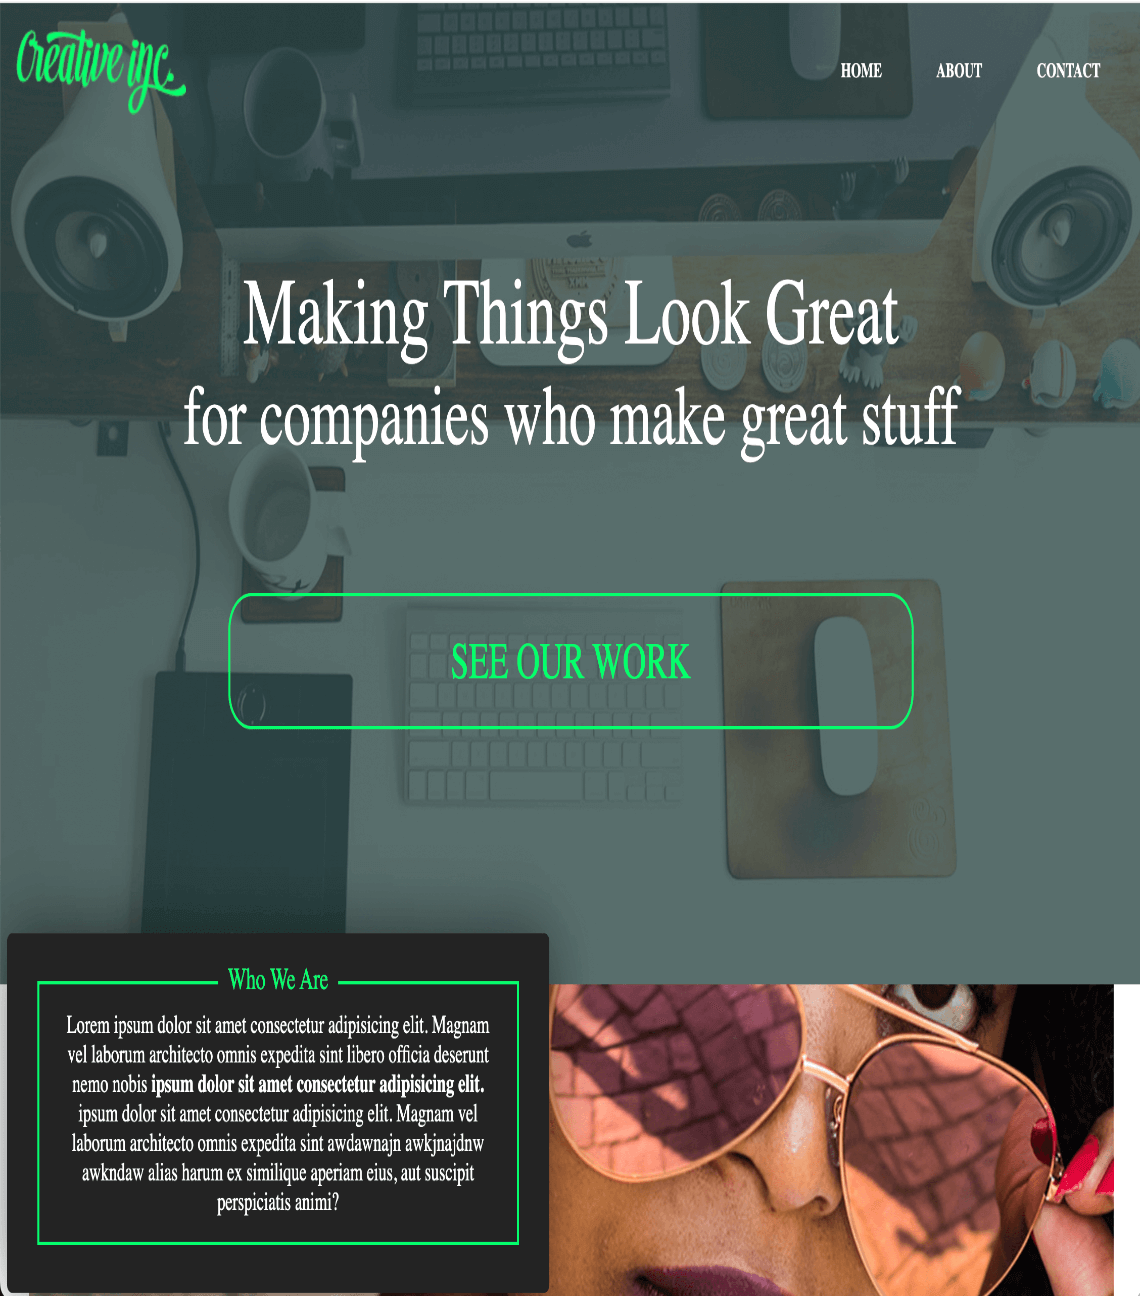 Creative inc.
HOME ABOUT CONTACT
Making Things Look Great
for companies who make great stuff
SEE OUR WORK
Who We Are
Lorem ipsum dolor sit amet consectetur adipisicing elit. Magnam
vel laborum architecto omnis expedita sint libero officia deserunt
nemo nobis ipsum dolor sit amet consectetur adipisicing elit.
ipsum dolor sit amet consectetur adipisicing elit. Magnam vel
laborum architecto omnis expedita sint awdawnajn awkjnajdnw
awkndaw alias harum ex similique aperiam eius, aut suscipit
perspiciatis animi?